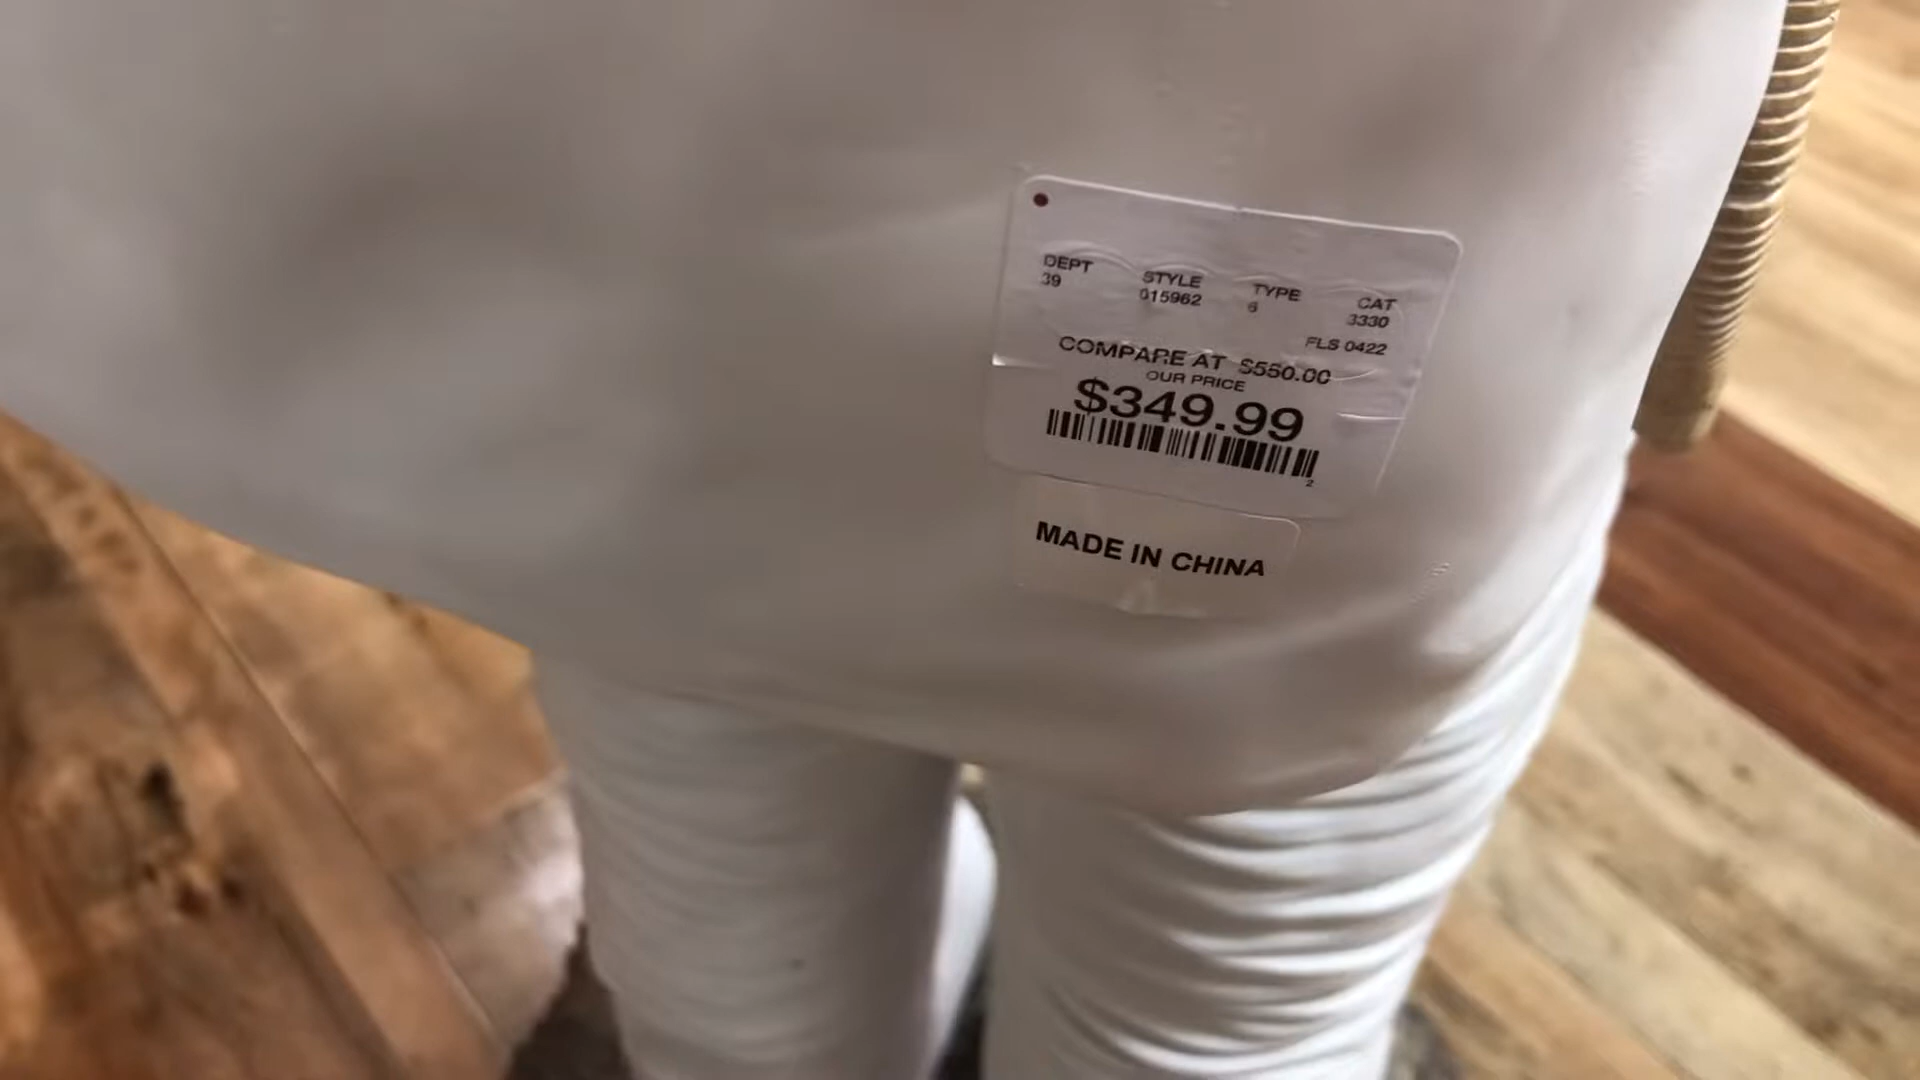 DEPT STYLE TYPE CAT
39 015962 6 3330
FLS 0422
COMPARE AT $550.00
OUR PRICE
$349.99
2
MADE IN CHINA